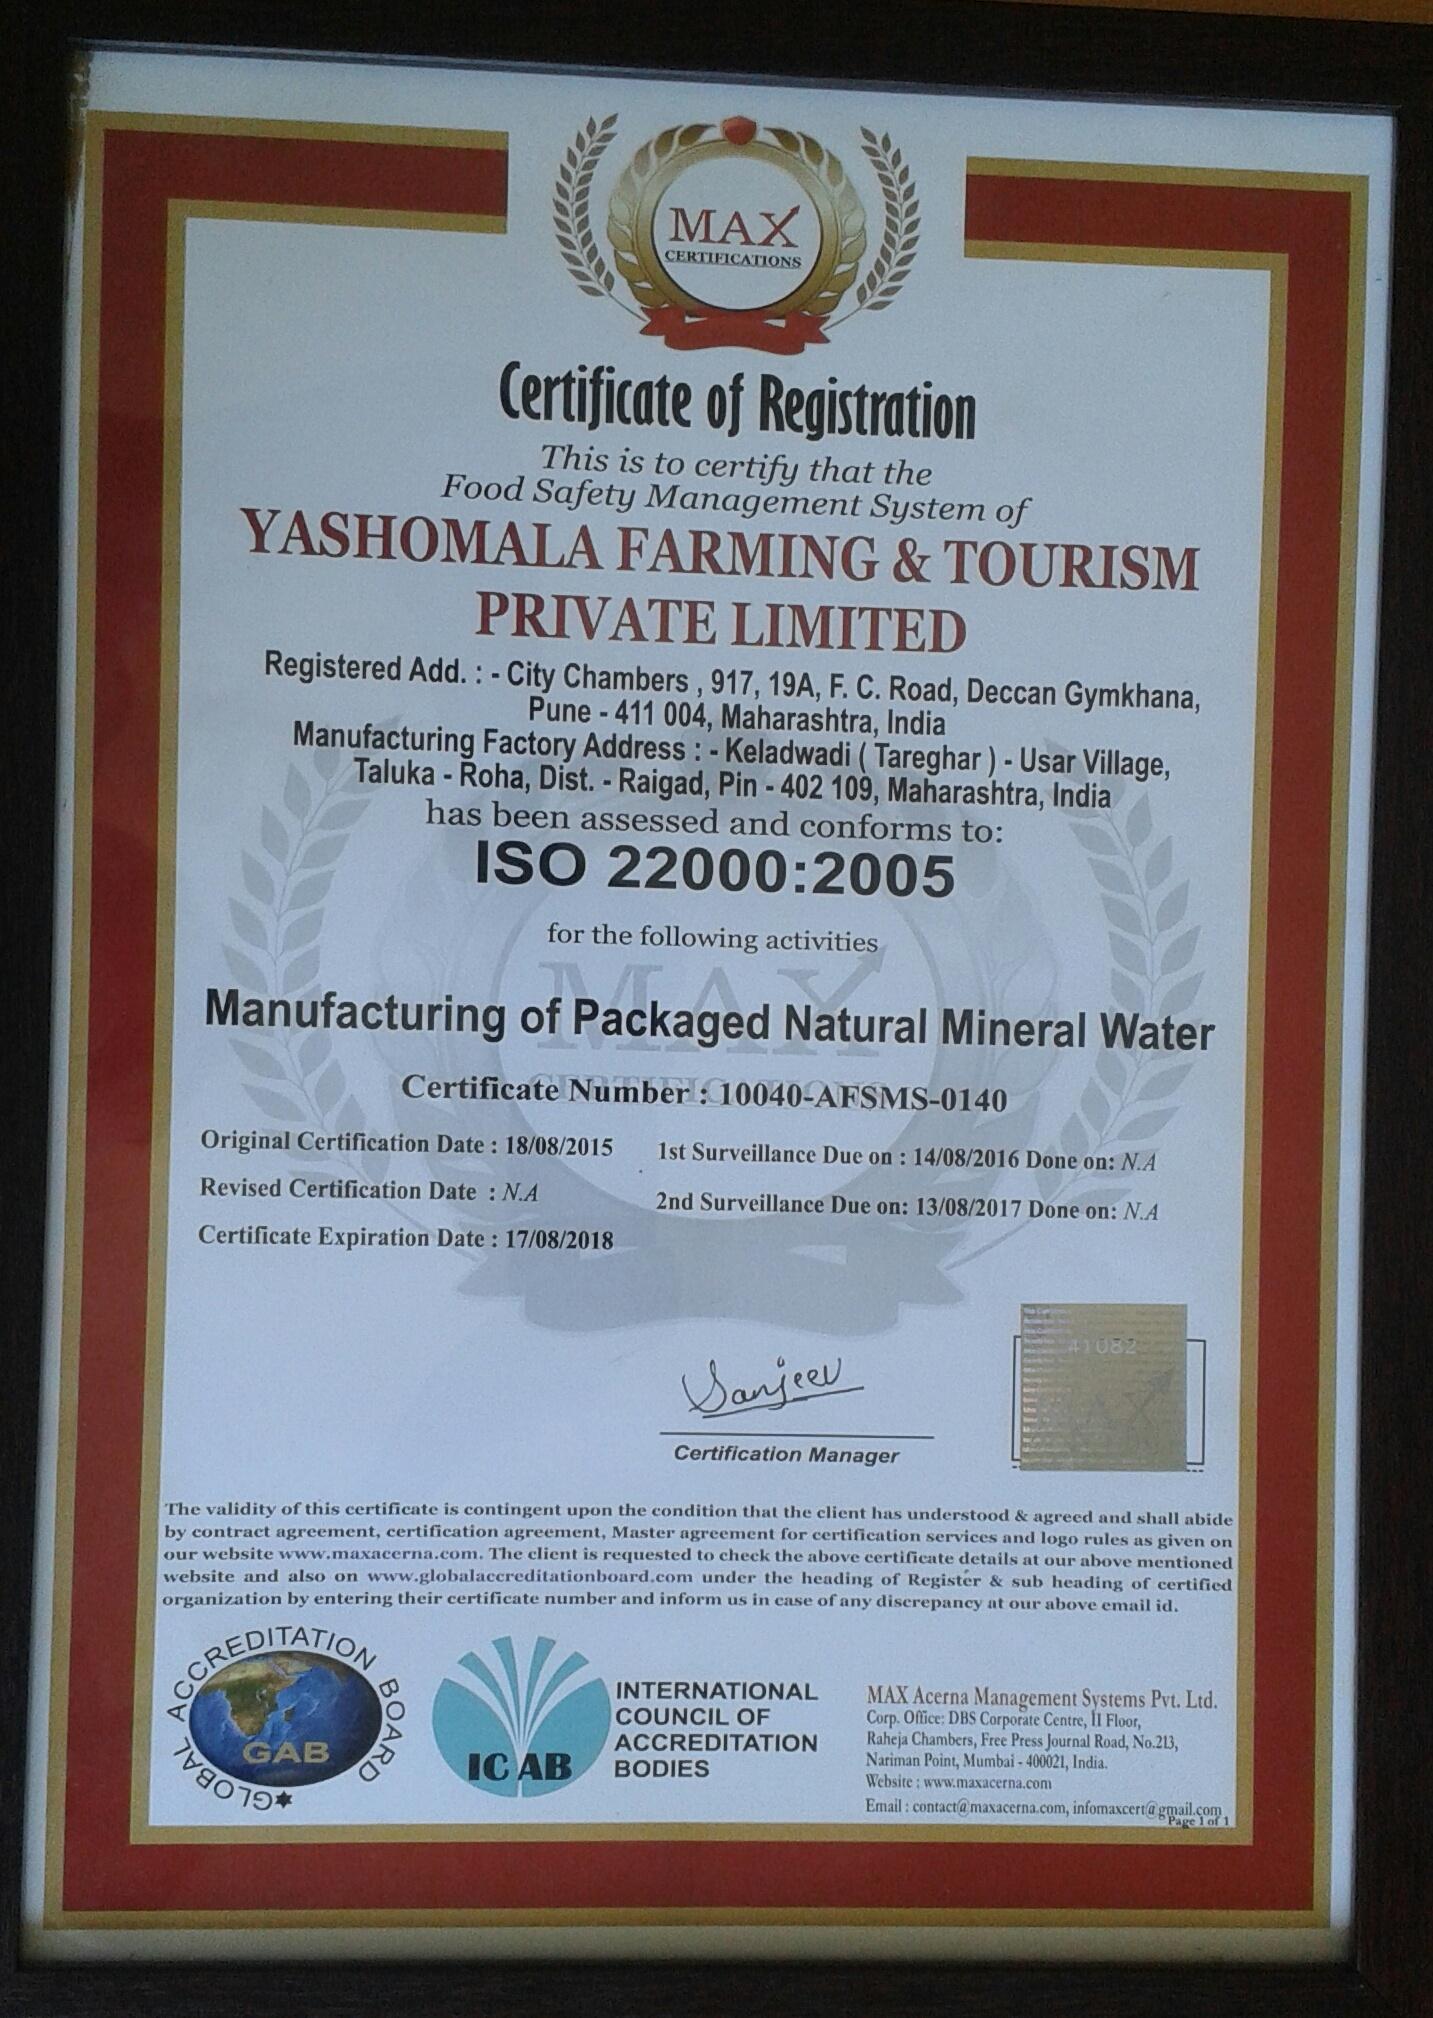 MAX
CERTIFICATIONS
Certificate of Registration
This is to certify that the
Food Safety Management System of
YASHOMALA FARMING & TOURISM
PRIVATE LIMITED
Registered Add. : - City Chambers , 917, 19A, F. C. Road, Deccan Gymkhana,
Pune - 411 004, Maharashtra, India
Manufacturing Factory Address : - Keladwadi ( Tareghar ) - Usar Village,
Taluka - Roha, Dist. - Raigad, Pin - 402 109, Maharashtra, India
has been assessed and conforms to:
ISO 22000:2005
for the following activities
MAX
Manufacturing of Packaged Natural Mineral Water
CERTIFICATIONS
Certificate Number : 10040-AFSMS-0140
Original Certification Date : 18/08/2015
1st Surveillance Due on : 14/08/2016 Done on: N.A
Revised Certification Date : N.A
2nd Surveillance Due on: 13/08/2017 Done on: N.A
Certificate Expiration Date : 17/08/2018
41082
Sanjeev
Certification Manager
The validity of this certificate is contingent upon the condition that the client has understood & agreed and shall abide
by contract agreement, certification agreement, Master agreement for certification services and logo rules as given on
our website www.maxacerna.com. The client is requested to check the above certificate details at our above mentioned
website and also on www.globalaccreditationboard.com under the heading of Register & sub heading of certified
organization by entering their certificate number and inform us in case of any discrepancy at our above email id.
GLOBAL ACCREDITATION BOARD
GAB
ICAB
INTERNATIONAL
COUNCIL OF
ACCREDITATION
BODIES
MAX Acerna Management Systems Pvt. Ltd.
Corp. Office: DBS Corporate Centre, II Floor,
Raheja Chambers, Free Press Journal Road, No.213,
Nariman Point, Mumbai - 400021, India.
Website : www.maxacerna.com
Email : contact@maxacerna.com, infomaxcert@gmail.com
Page 1 of 1